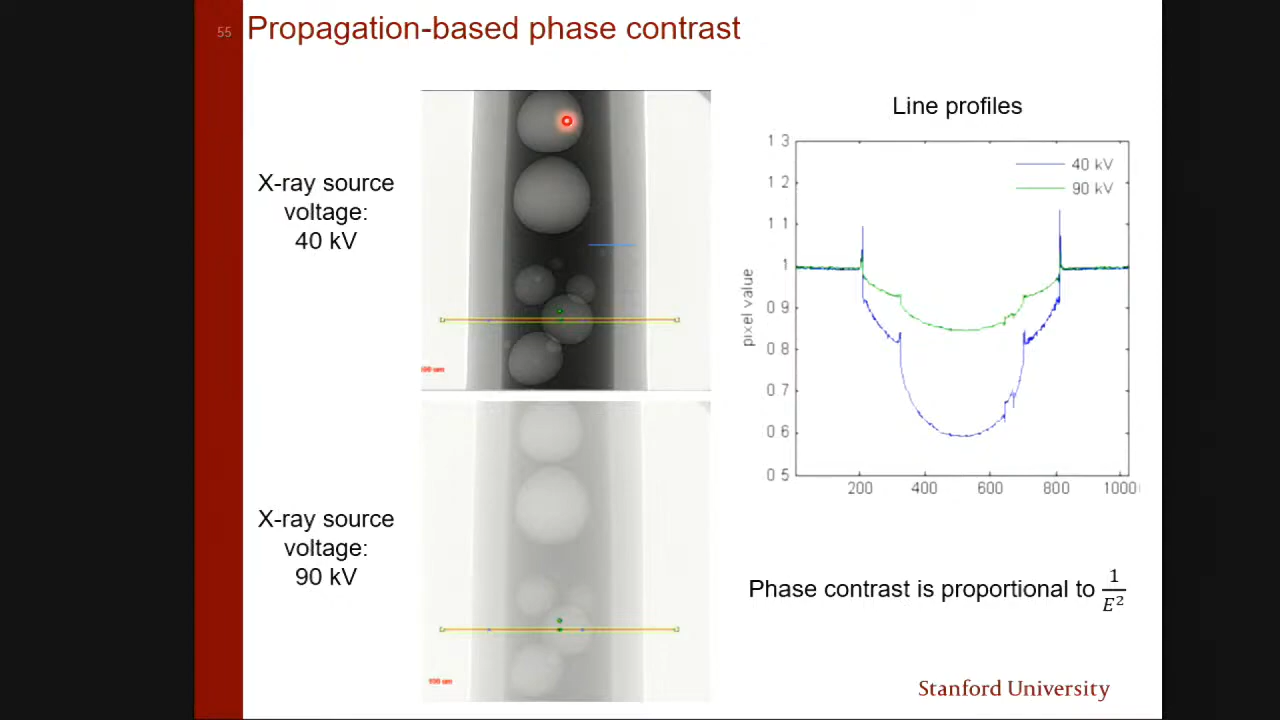 55
Propagation-based phase contrast
X-ray source
voltage:
40 kV
X-ray source
voltage:
90 kV
Line profiles
40 kV
90 kV
1 3
1 2
1 1
1
0 9
0 8
0 7
0 6
0 5
pixel value
200 400 600 800 1000
Phase contrast is proportional to 1/E²
Stanford University